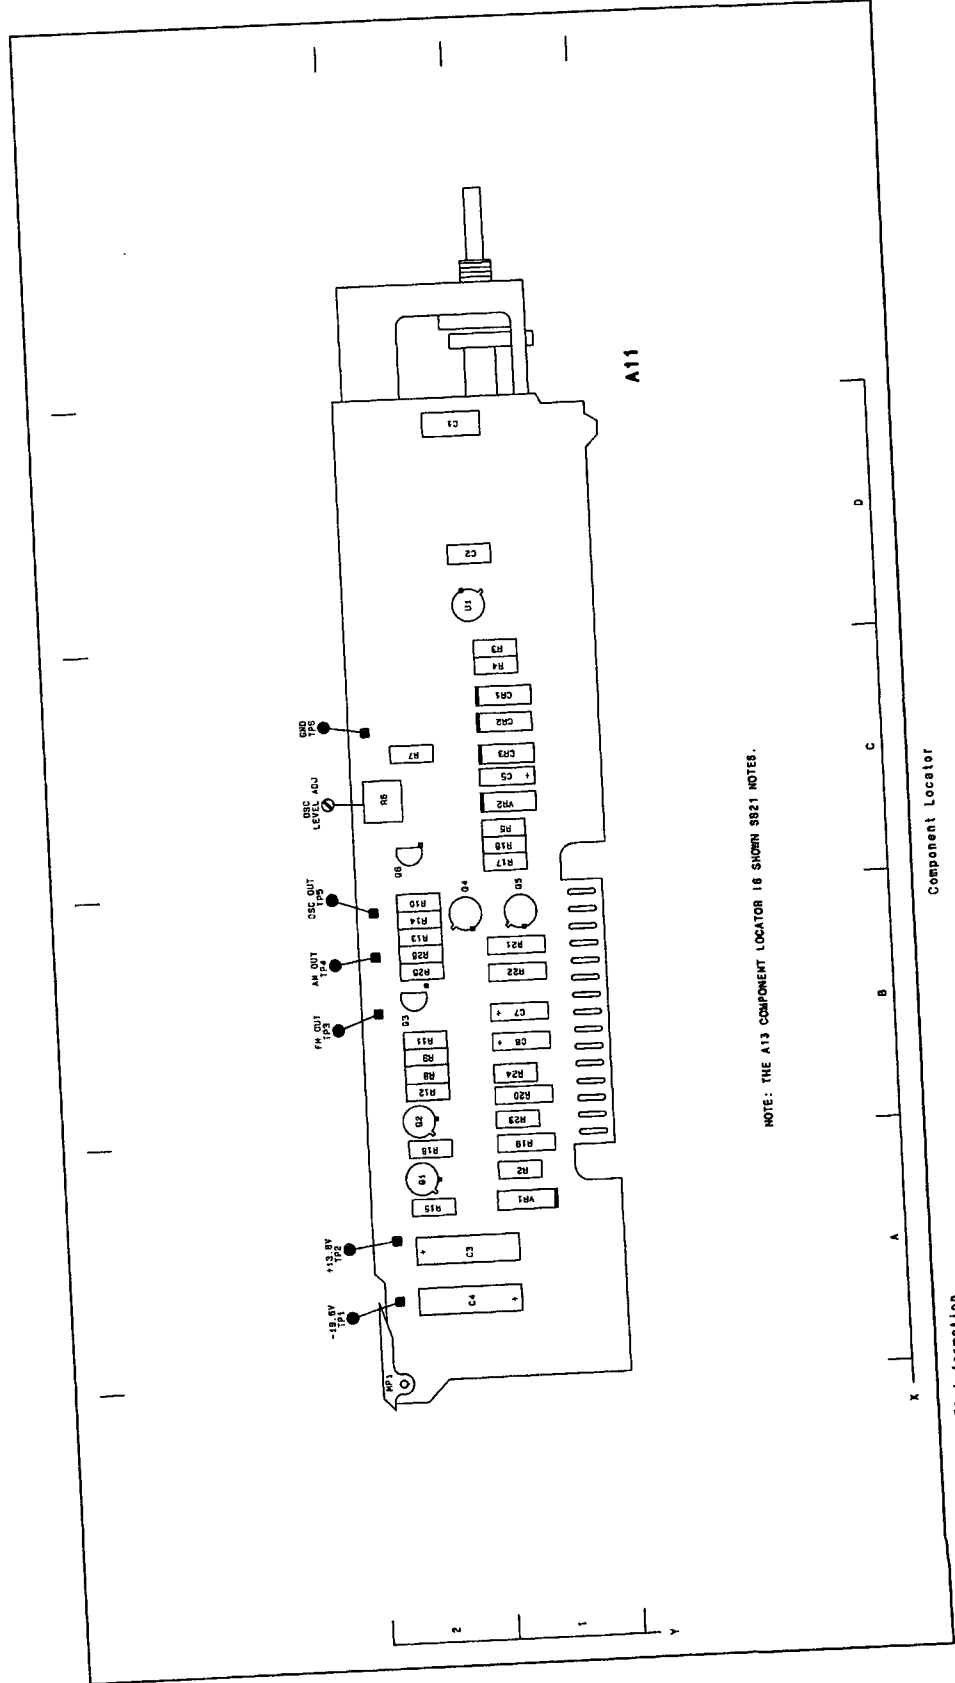 A11
-19.6V
TP1
+13.8V
TP2
FM OUT
TP3
AM OUT
TP4
OSC OUT
TP5
OSC
LEVEL ADJ
GND
TP6
MP1
C4
C3
R15
Q1
R16
Q2
R12
R8
R9
R11
Q3
R25
R26
R13
R14
R10
Q6
R6
R7
Q4
Q5
VR1
R2
R19
R23
R20
R24
C8
C7
R22
R21
R17
R18
R5
VR2
C5
+
CR3
CR2
CR1
R4
R3
U1
C2
C1
NOTE: THE A13 COMPONENT LOCATOR IS SHOWN SS21 NOTES.
X
A
B
C
D
Y
1
2
Component Locator